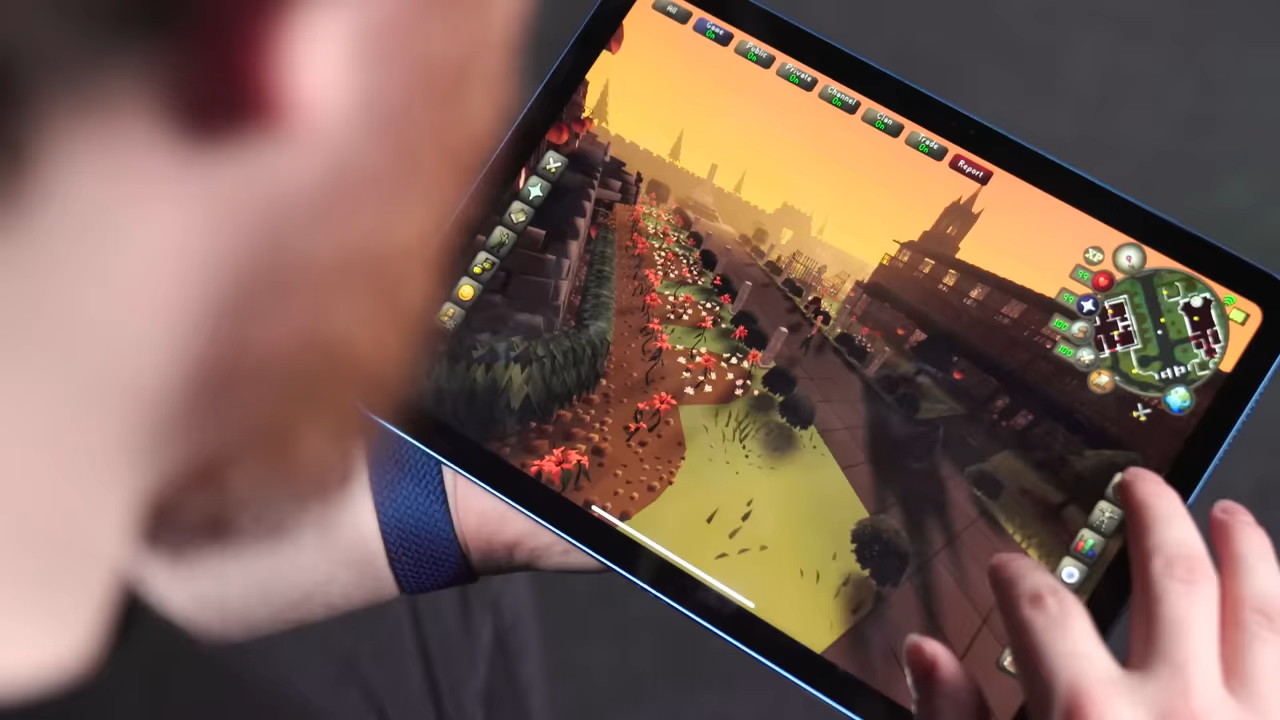 All
Game
On
Public
On
Private
On
Channel
On
Clan
On
Trade
On
Report
XP
99
99
100
100